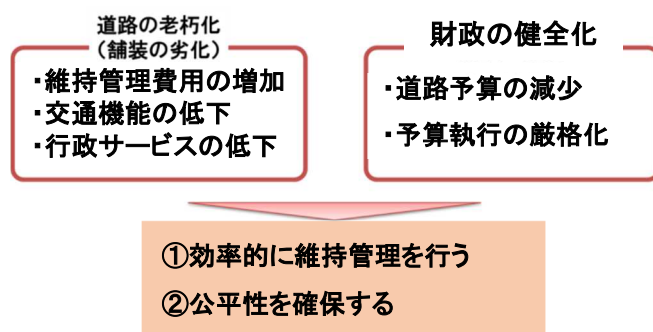 道路の老朽化
(舗装の劣化)
・維持管理費用の増加
・交通機能の低下
・行政サービスの低下
財政の健全化
・道路予算の減少
・予算執行の厳格化
①効率的に維持管理を行う
②公平性を確保する